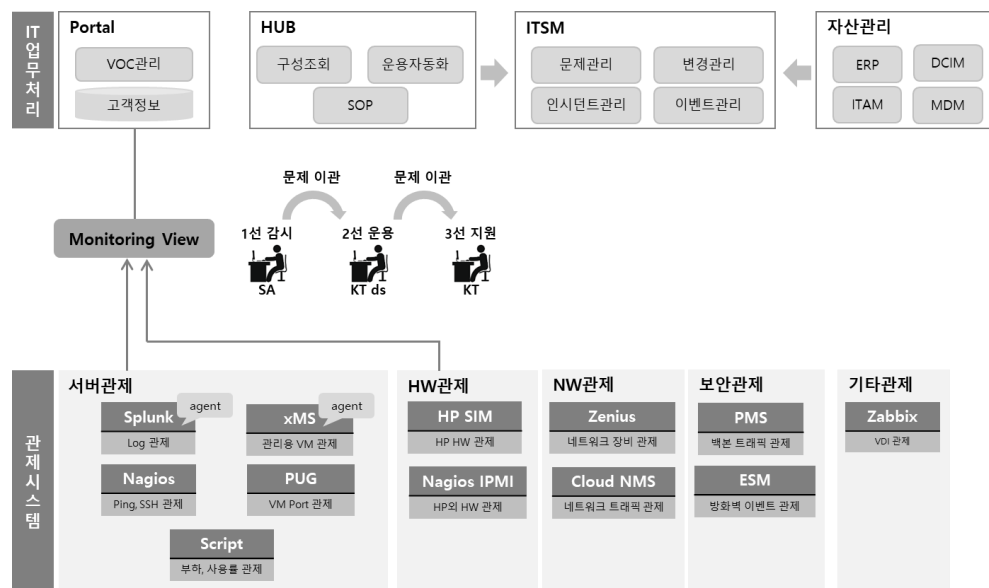 IT
업
무
처
리
Portal
VOC관리
고객정보
HUB
구성조회
운용자동화
SOP
ITSM
문제관리
변경관리
인시던트관리
이벤트관리
자산관리
ERP
DCIM
ITAM
MDM
Monitoring View
문제 이관
문제 이관
1선 감시
2선 운용
3선 지원
SA
KT ds
KT
관
제
시
스
템
서버관제
Splunk
agent
Log 관제
xMS
agent
관리용 VM 관제
Nagios
Ping, SSH 관제
PUG
VM Port 관제
Script
부하, 사용률 관제
HW관제
HP SIM
HP HW 관제
Nagios IPMI
HP외 HW 관제
NW관제
Zenius
네트워크 장비 관제
Cloud NMS
네트워크 트래픽 관제
보안관제
PMS
백본 트래픽 관제
ESM
방화벽 이벤트 관제
기타관제
Zabbix
VDI 관제